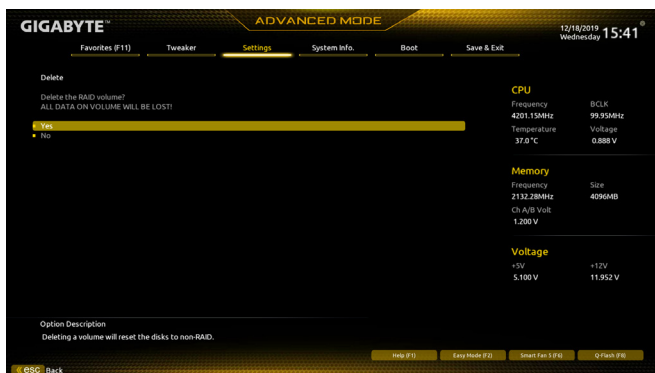 GIGABYTE™
ADVANCED MODE
12/18/2019
Wednesday 15:41
Favorites (F11) Tweaker Settings System Info. Boot Save & Exit
Delete
Delete the RAID volume?
ALL DATA ON VOLUME WILL BE LOST!
Yes
No
CPU
Frequency BCLK
4201.15MHz 99.95MHz
Temperature Voltage
37.0 °C 0.888 V
Memory
Frequency Size
2132.28MHz 4096MB
Ch A/B Volt
1.200 V
Voltage
+5V +12V
5.100 V 11.952 V
Option Description
Deleting a volume will reset the disks to non-RAID.
Help (F1) Easy Mode (F2) Smart Fan 5 (F6) Q-Flash (F8)
esc Back